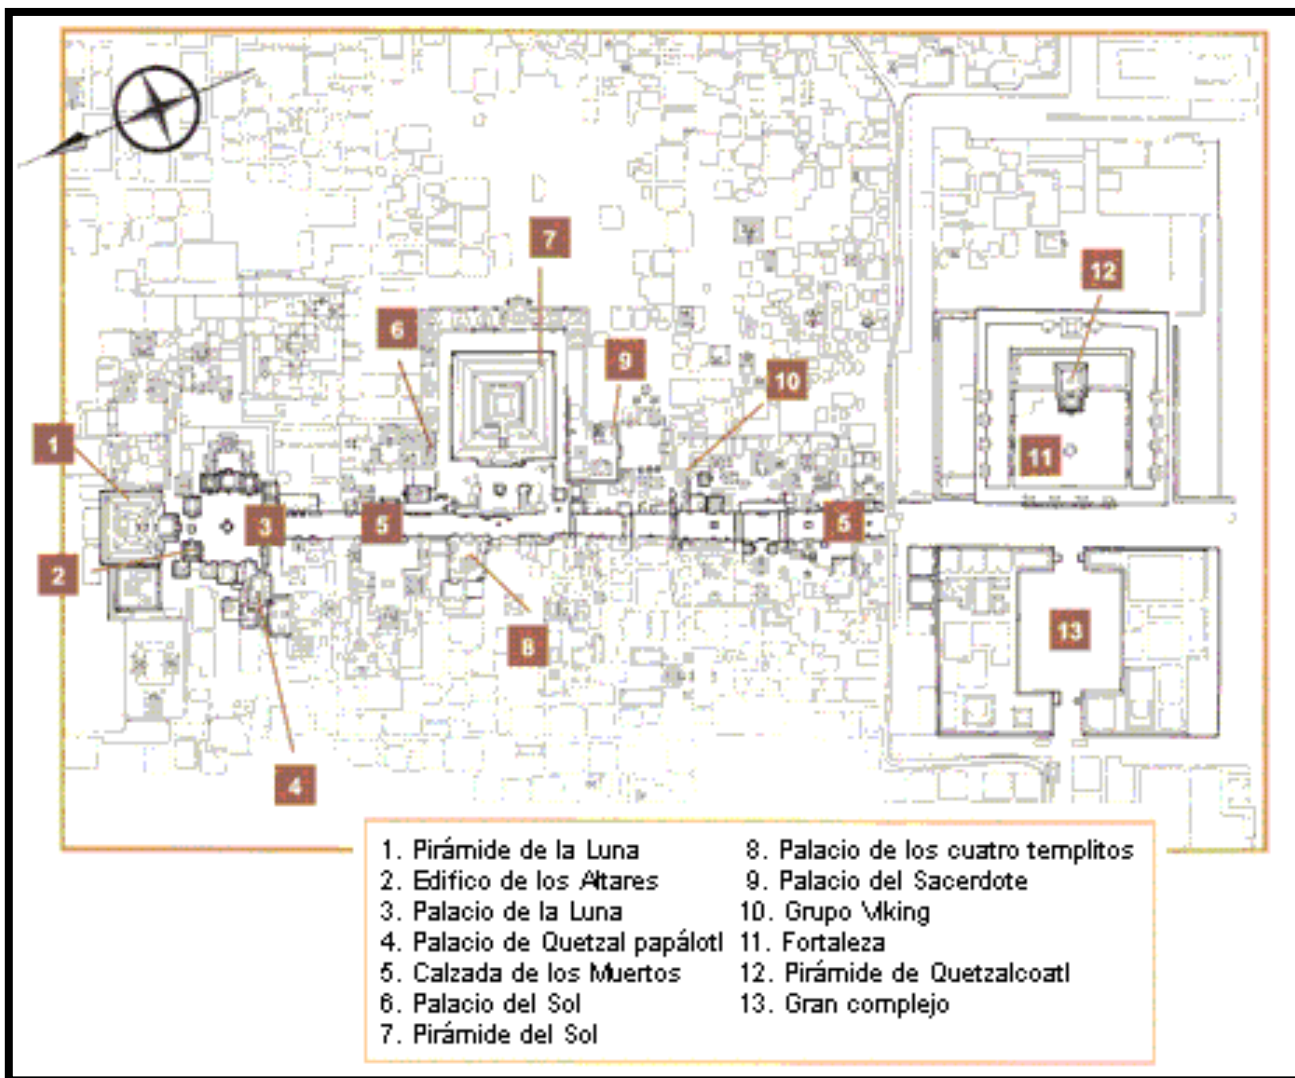 7
12
6
9
10
1
11
3
5
5
2
13
8
4
1. Pirámide de la Luna
2. Edifico de los Altares
3. Palacio de la Luna
4. Palacio de Quetzal papálotl
5. Calzada de los Muertos
6. Palacio del Sol
7. Pirámide del Sol
8. Palacio de los cuatro templitos
9. Palacio del Sacerdote
10. Grupo Viking
11. Fortaleza
12. Pirámide de Quetzalcoatl
13. Gran complejo